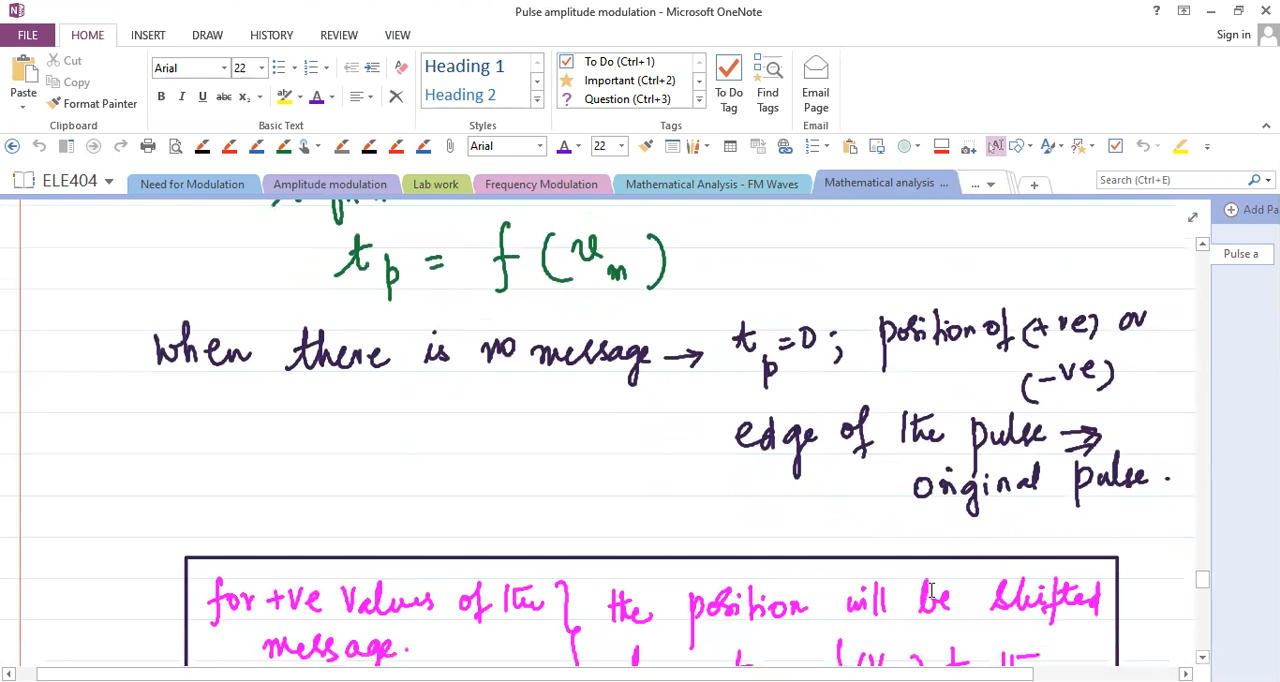 Pulse amplitude modulation - Microsoft OneNote
Sign in
FILE HOME INSERT DRAW HISTORY REVIEW VIEW
Paste
Cut
Copy
Format Painter
Clipboard
Arial 22
B I U abc x₂ A
Basic Text
Heading 1
Heading 2
Styles
To Do (Ctrl+1)
Important (Ctrl+2)
Question (Ctrl+3)
Tags
To Do Tag
Find Tags
Email Page
Email
Arial A 22
ELE404 Need for Modulation Amplitude modulation Lab work Frequency Modulation Mathematical Analysis - FM Waves Mathematical analysis ... ... Search (Ctrl+E)
Add Pa
Pulse a
t_p = f (v_m)
When there is no message → t_p = 0 ; position of (+ve) or
(-ve)
edge of the pulse ⇒
original pulse.
for +ve values of the } the position will be shifted
message.